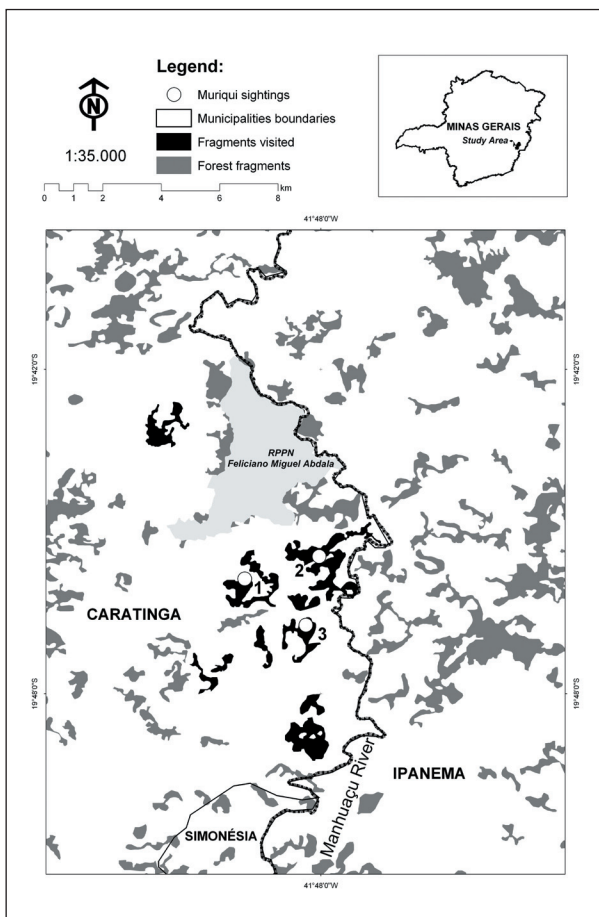 Legend:
Muriqui sightings
Municipalities boundaries
Fragments visited
Forest fragments
N
1:35.000
km
0 1 2 4 6 8
MINAS GERAIS
Study Area
41°48'0"W
19°42'0"S
19°42'0"S
RPPN
Feliciano Miguel Abdala
2
1
CARATINGA
3
19°48'0"S
19°48'0"S
IPANEMA
Manhuaçu River
SIMONÉSIA
41°48'0"W